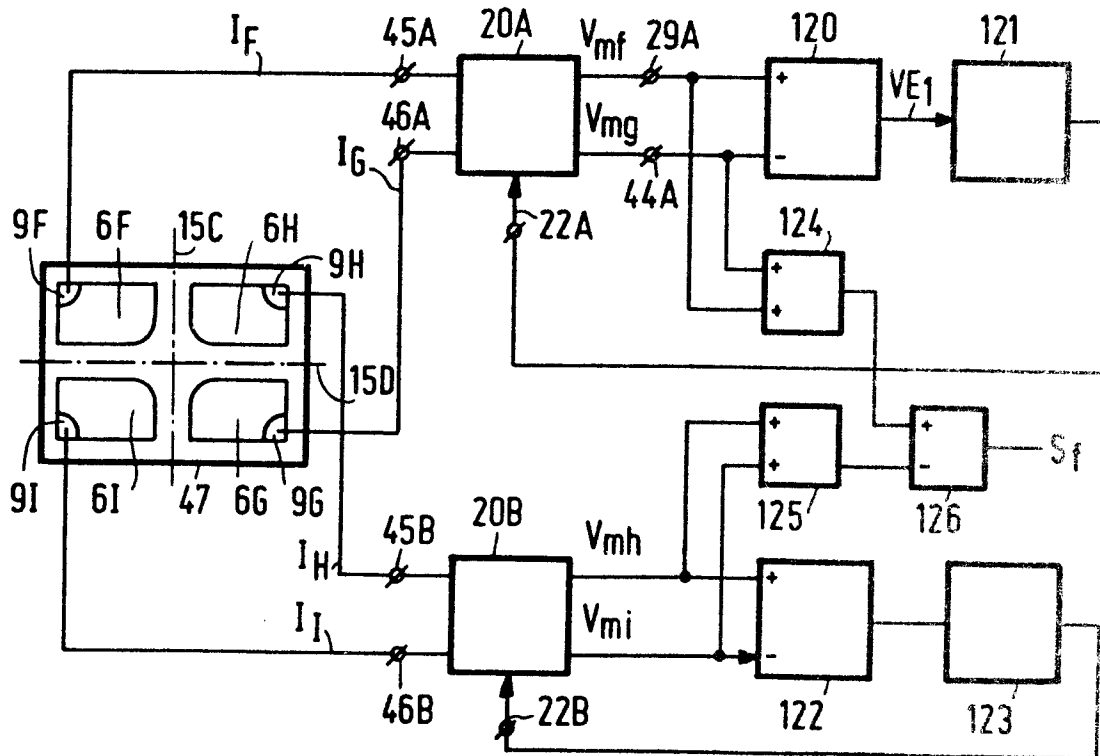 I_F
45A
20A
V_mf
29A
120
121
+
VE_1
46A
V_mg
-
I_G
44A
9F
6F
15C
6H
9H
22A
124
+
+
15D
+
+
+
-
S_f
9I
6I
47
6G
9G
125
126
45B
20B
V_mh
I_H
+
I_I
V_mi
-
46B
22B
122
123